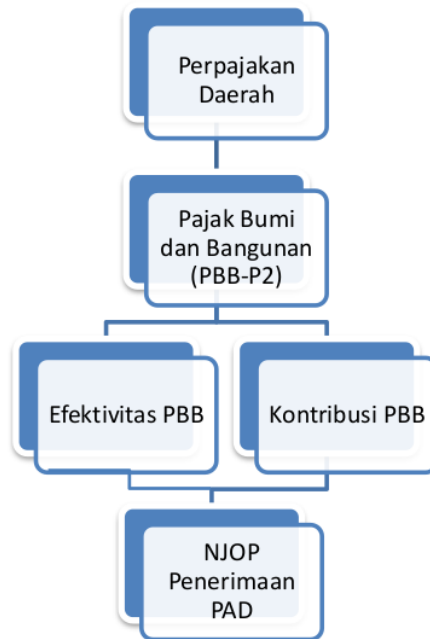 Perpajakan
Daerah
Pajak Bumi
dan Bangunan
(PBB-P2)
Efektivitas PBB
Kontribusi PBB
NJOP
Penerimaan
PAD